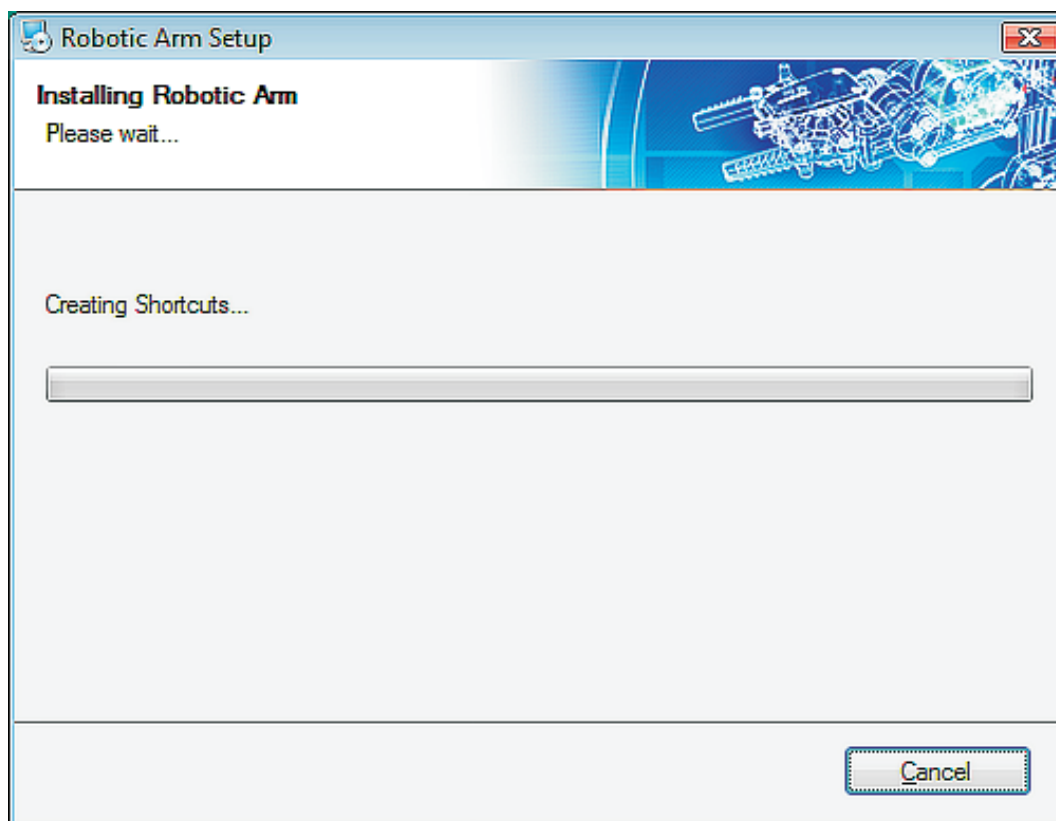 Robotic Arm Setup
Installing Robotic Arm
Please wait...
Creating Shortcuts...
Cancel